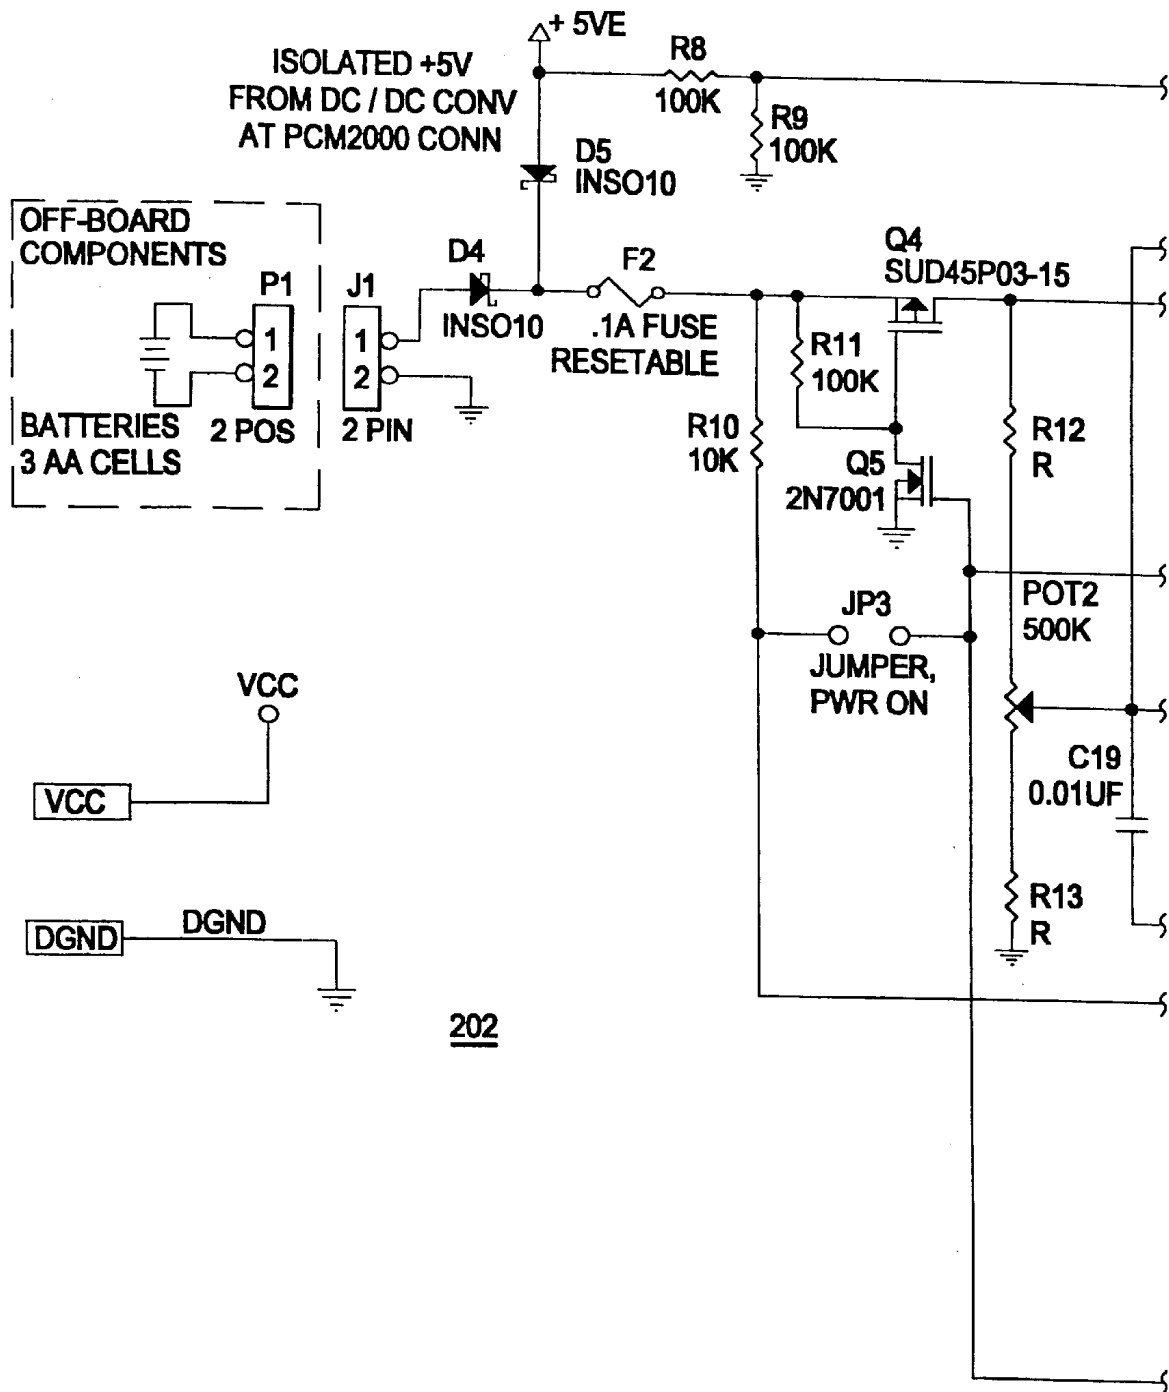 + 5VE
ISOLATED +5V
FROM DC / DC CONV
AT PCM2000 CONN
R8
100K
R9
100K
D5
INSO10
OFF-BOARD
COMPONENTS
P1
1
2
BATTERIES
3 AA CELLS
2 POS
J1
1
2
2 PIN
D4
INSO10
F2
.1A FUSE
RESETABLE
Q4
SUD45P03-15
R11
100K
R10
10K
Q5
2N7001
R12
R
JP3
JUMPER,
PWR ON
POT2
500K
VCC
VCC
C19
0.01UF
R13
R
DGND
DGND
202